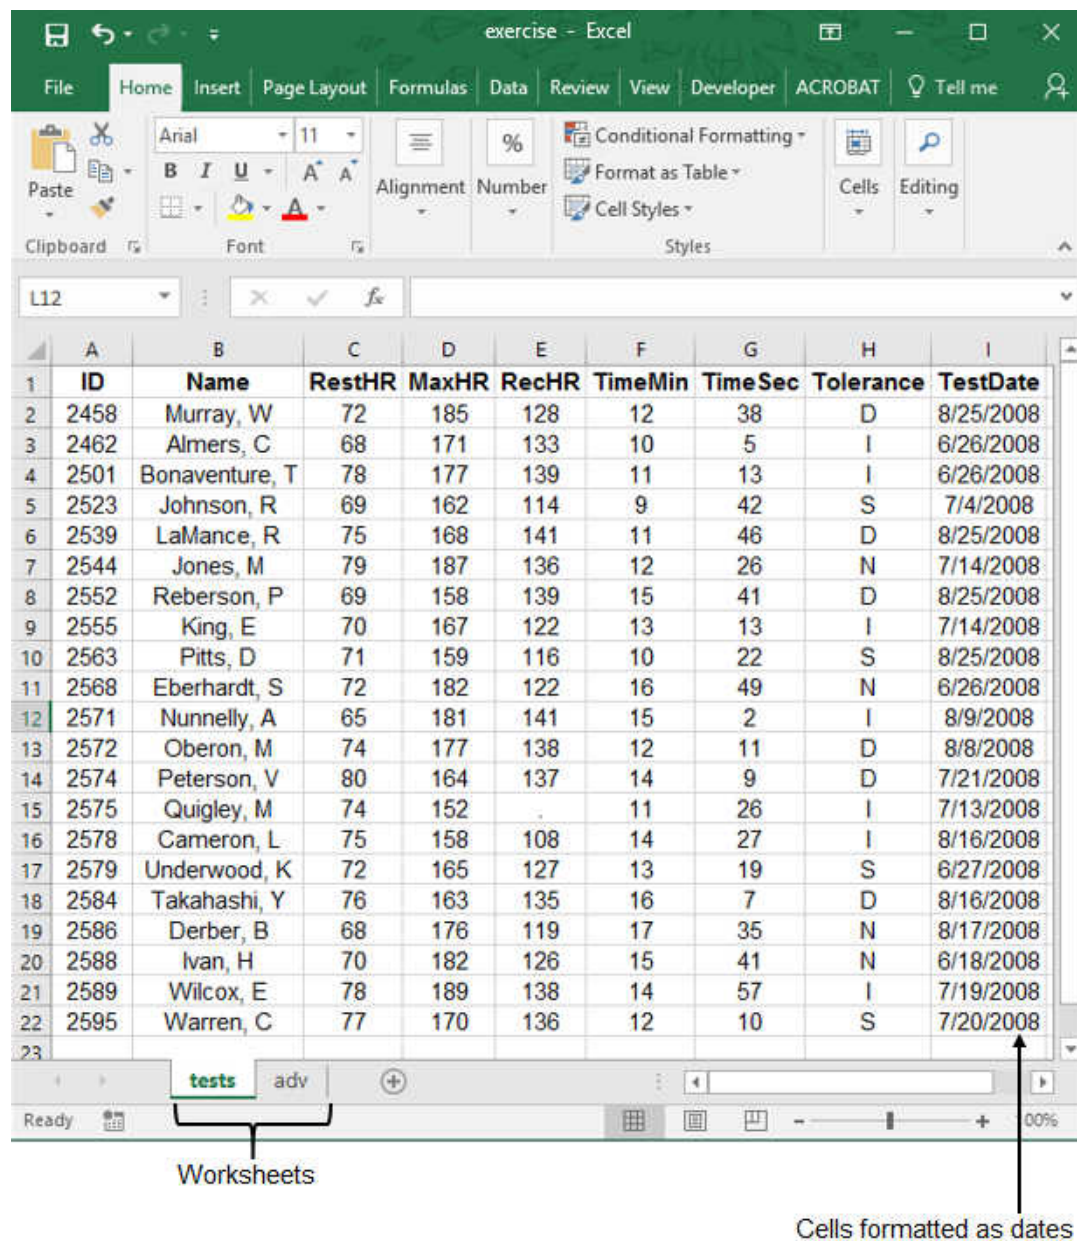 exercise - Excel
File Home Insert Page Layout Formulas Data Review View Developer ACROBAT Tell me
Arial 11
B I U A A
A
Paste
Alignment Number
%
Conditional Formatting
Format as Table
Cell Styles
Cells Editing
Clipboard Font Styles
L12 fx
A B C D E F G H I
1 ID Name RestHR MaxHR RecHR TimeMin TimeSec Tolerance TestDate
2 2458 Murray, W 72 185 128 12 38 D 8/25/2008
3 2462 Almers, C 68 171 133 10 5 I 6/26/2008
4 2501 Bonaventure, T 78 177 139 11 13 I 6/26/2008
5 2523 Johnson, R 69 162 114 9 42 S 7/4/2008
6 2539 LaMance, R 75 168 141 11 46 D 8/25/2008
7 2544 Jones, M 79 187 136 12 26 N 7/14/2008
8 2552 Reberson, P 69 158 139 15 41 D 8/25/2008
9 2555 King, E 70 167 122 13 13 I 7/14/2008
10 2563 Pitts, D 71 159 116 10 22 S 8/25/2008
11 2568 Eberhardt, S 72 182 122 16 49 N 6/26/2008
12 2571 Nunnelly, A 65 181 141 15 2 I 8/9/2008
13 2572 Oberon, M 74 177 138 12 11 D 8/8/2008
14 2574 Peterson, V 80 164 137 14 9 D 7/21/2008
15 2575 Quigley, M 74 152 . 11 26 I 7/13/2008
16 2578 Cameron, L 75 158 108 14 27 I 8/16/2008
17 2579 Underwood, K 72 165 127 13 19 S 6/27/2008
18 2584 Takahashi, Y 76 163 135 16 7 D 8/16/2008
19 2586 Derber, B 68 176 119 17 35 N 8/17/2008
20 2588 Ivan, H 70 182 126 15 41 N 6/18/2008
21 2589 Wilcox, E 78 189 138 14 57 I 7/19/2008
22 2595 Warren, C 77 170 136 12 10 S 7/20/2008
23
tests adv
Ready 00%
Worksheets
Cells formatted as dates